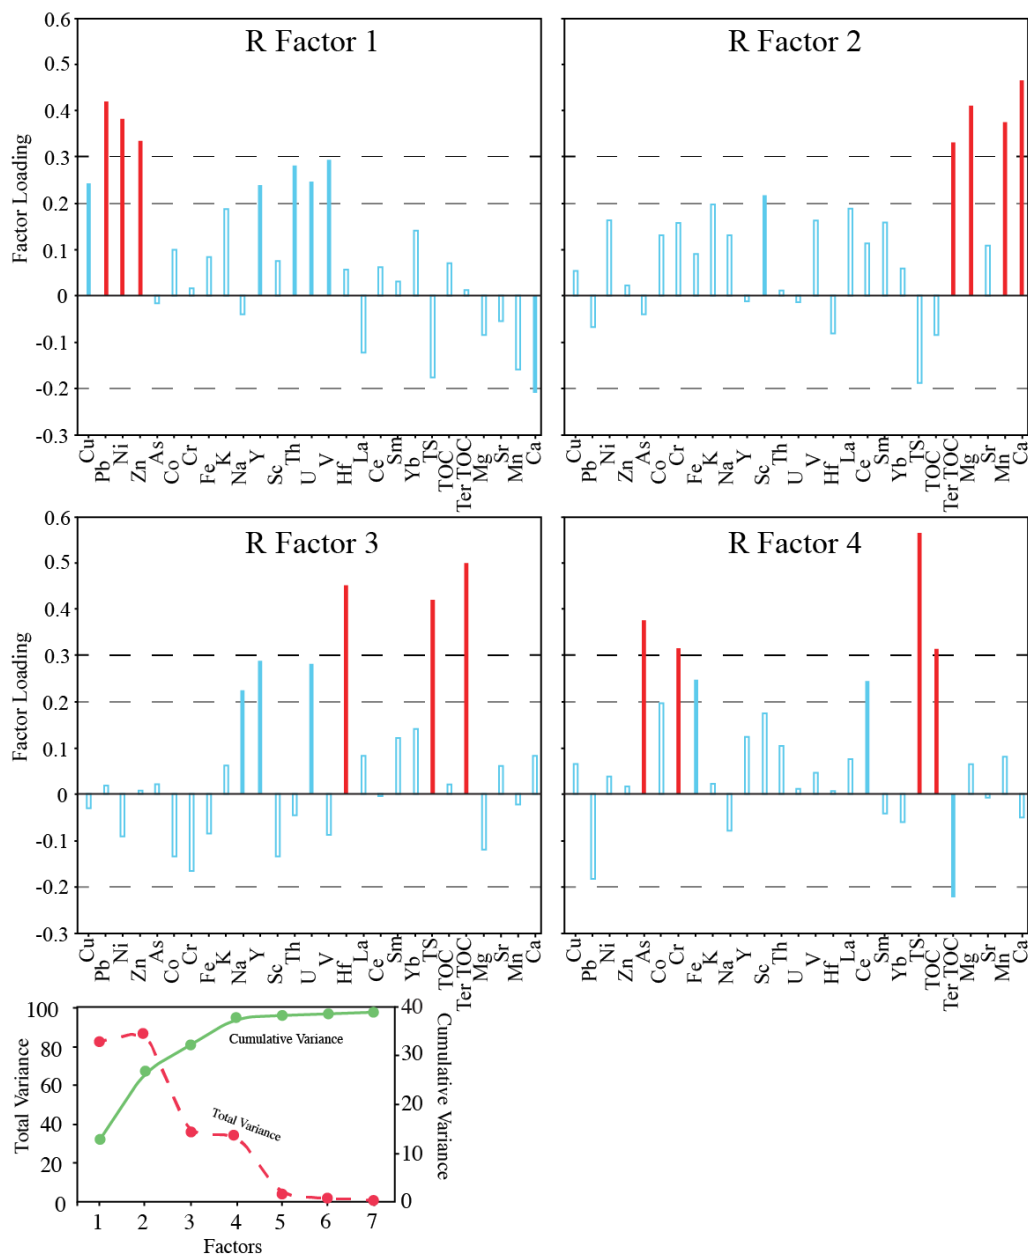 R Factor 1
Factor Loading
0.6
0.5
0.4
0.3
0.2
0.1
0
-0.1
-0.2
-0.3
Cu
Pb
Ni
Zn
As
Co
Cr
Fe
K
Na
Y
Sc
Th
U
V
Hf
La
Ce
Sm
Yb
TS
TOC
Ter TOC
Mg
Sr
Mn
Ca
R Factor 2
Cu
Pb
Ni
Zn
As
Co
Cr
Fe
K
Na
Y
Sc
Th
U
V
Hf
La
Ce
Sm
Yb
TS
TOC
Ter TOC
Mg
Sr
Mn
Ca
R Factor 3
Factor Loading
0.6
0.5
0.4
0.3
0.2
0.1
0
-0.1
-0.2
-0.3
Cu
Pb
Ni
Zn
As
Co
Cr
Fe
K
Na
Y
Sc
Th
U
V
Hf
La
Ce
Sm
Yb
TS
TOC
Ter TOC
Mg
Sr
Mn
Ca
R Factor 4
Cu
Pb
Ni
Zn
As
Co
Cr
Fe
K
Na
Y
Sc
Th
U
V
Hf
La
Ce
Sm
Yb
TS
TOC
Ter TOC
Mg
Sr
Mn
Ca
Total Variance
100
80
60
40
20
0
Cumulative Variance
Total Variance
40
30
20
10
0
Cumulative Variance
1 2 3 4 5 6 7
Factors